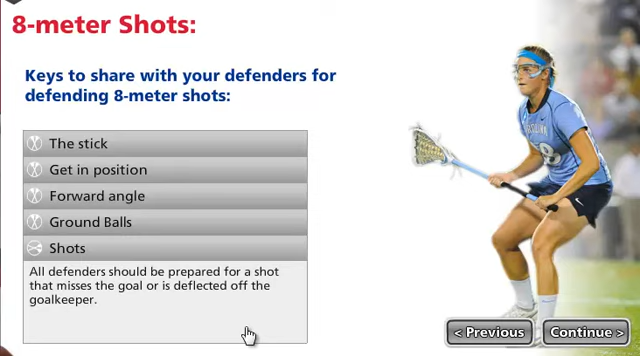 8-meter Shots:
Keys to share with your defenders for
defending 8-meter shots:
The stick
Get in position
Forward angle
Ground Balls
Shots
All defenders should be prepared for a shot
that misses the goal or is deflected off the
goalkeeper.
< Previous
Continue >